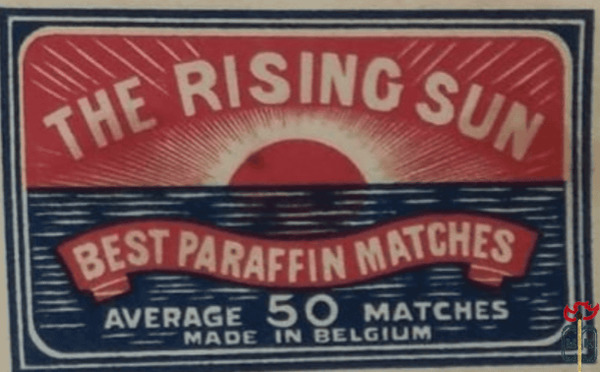 THE RISING SUN
BEST PARAFFIN MATCHES
AVERAGE 50 MATCHES
MADE IN BELGIUM